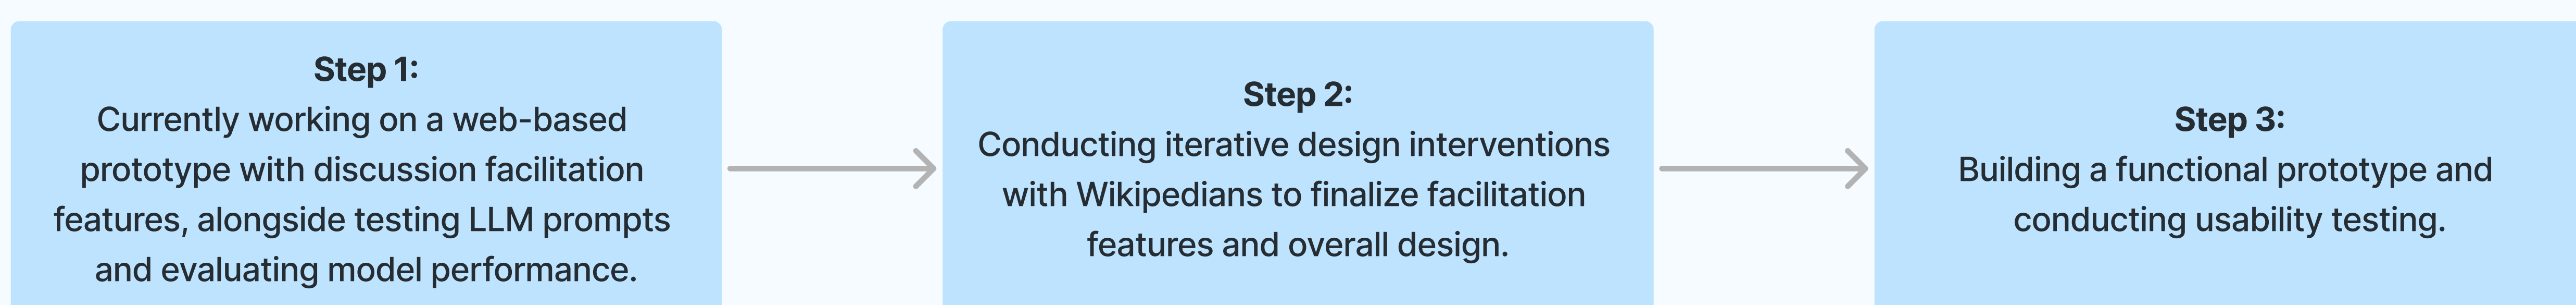 Step 1:
Currently working on a web-based
prototype with discussion facilitation
features, alongside testing LLM prompts
and evaluating model performance.
Step 2:
Conducting iterative design interventions
with Wikipedians to finalize facilitation
features and overall design.
Step 3:
Building a functional prototype and
conducting usability testing.